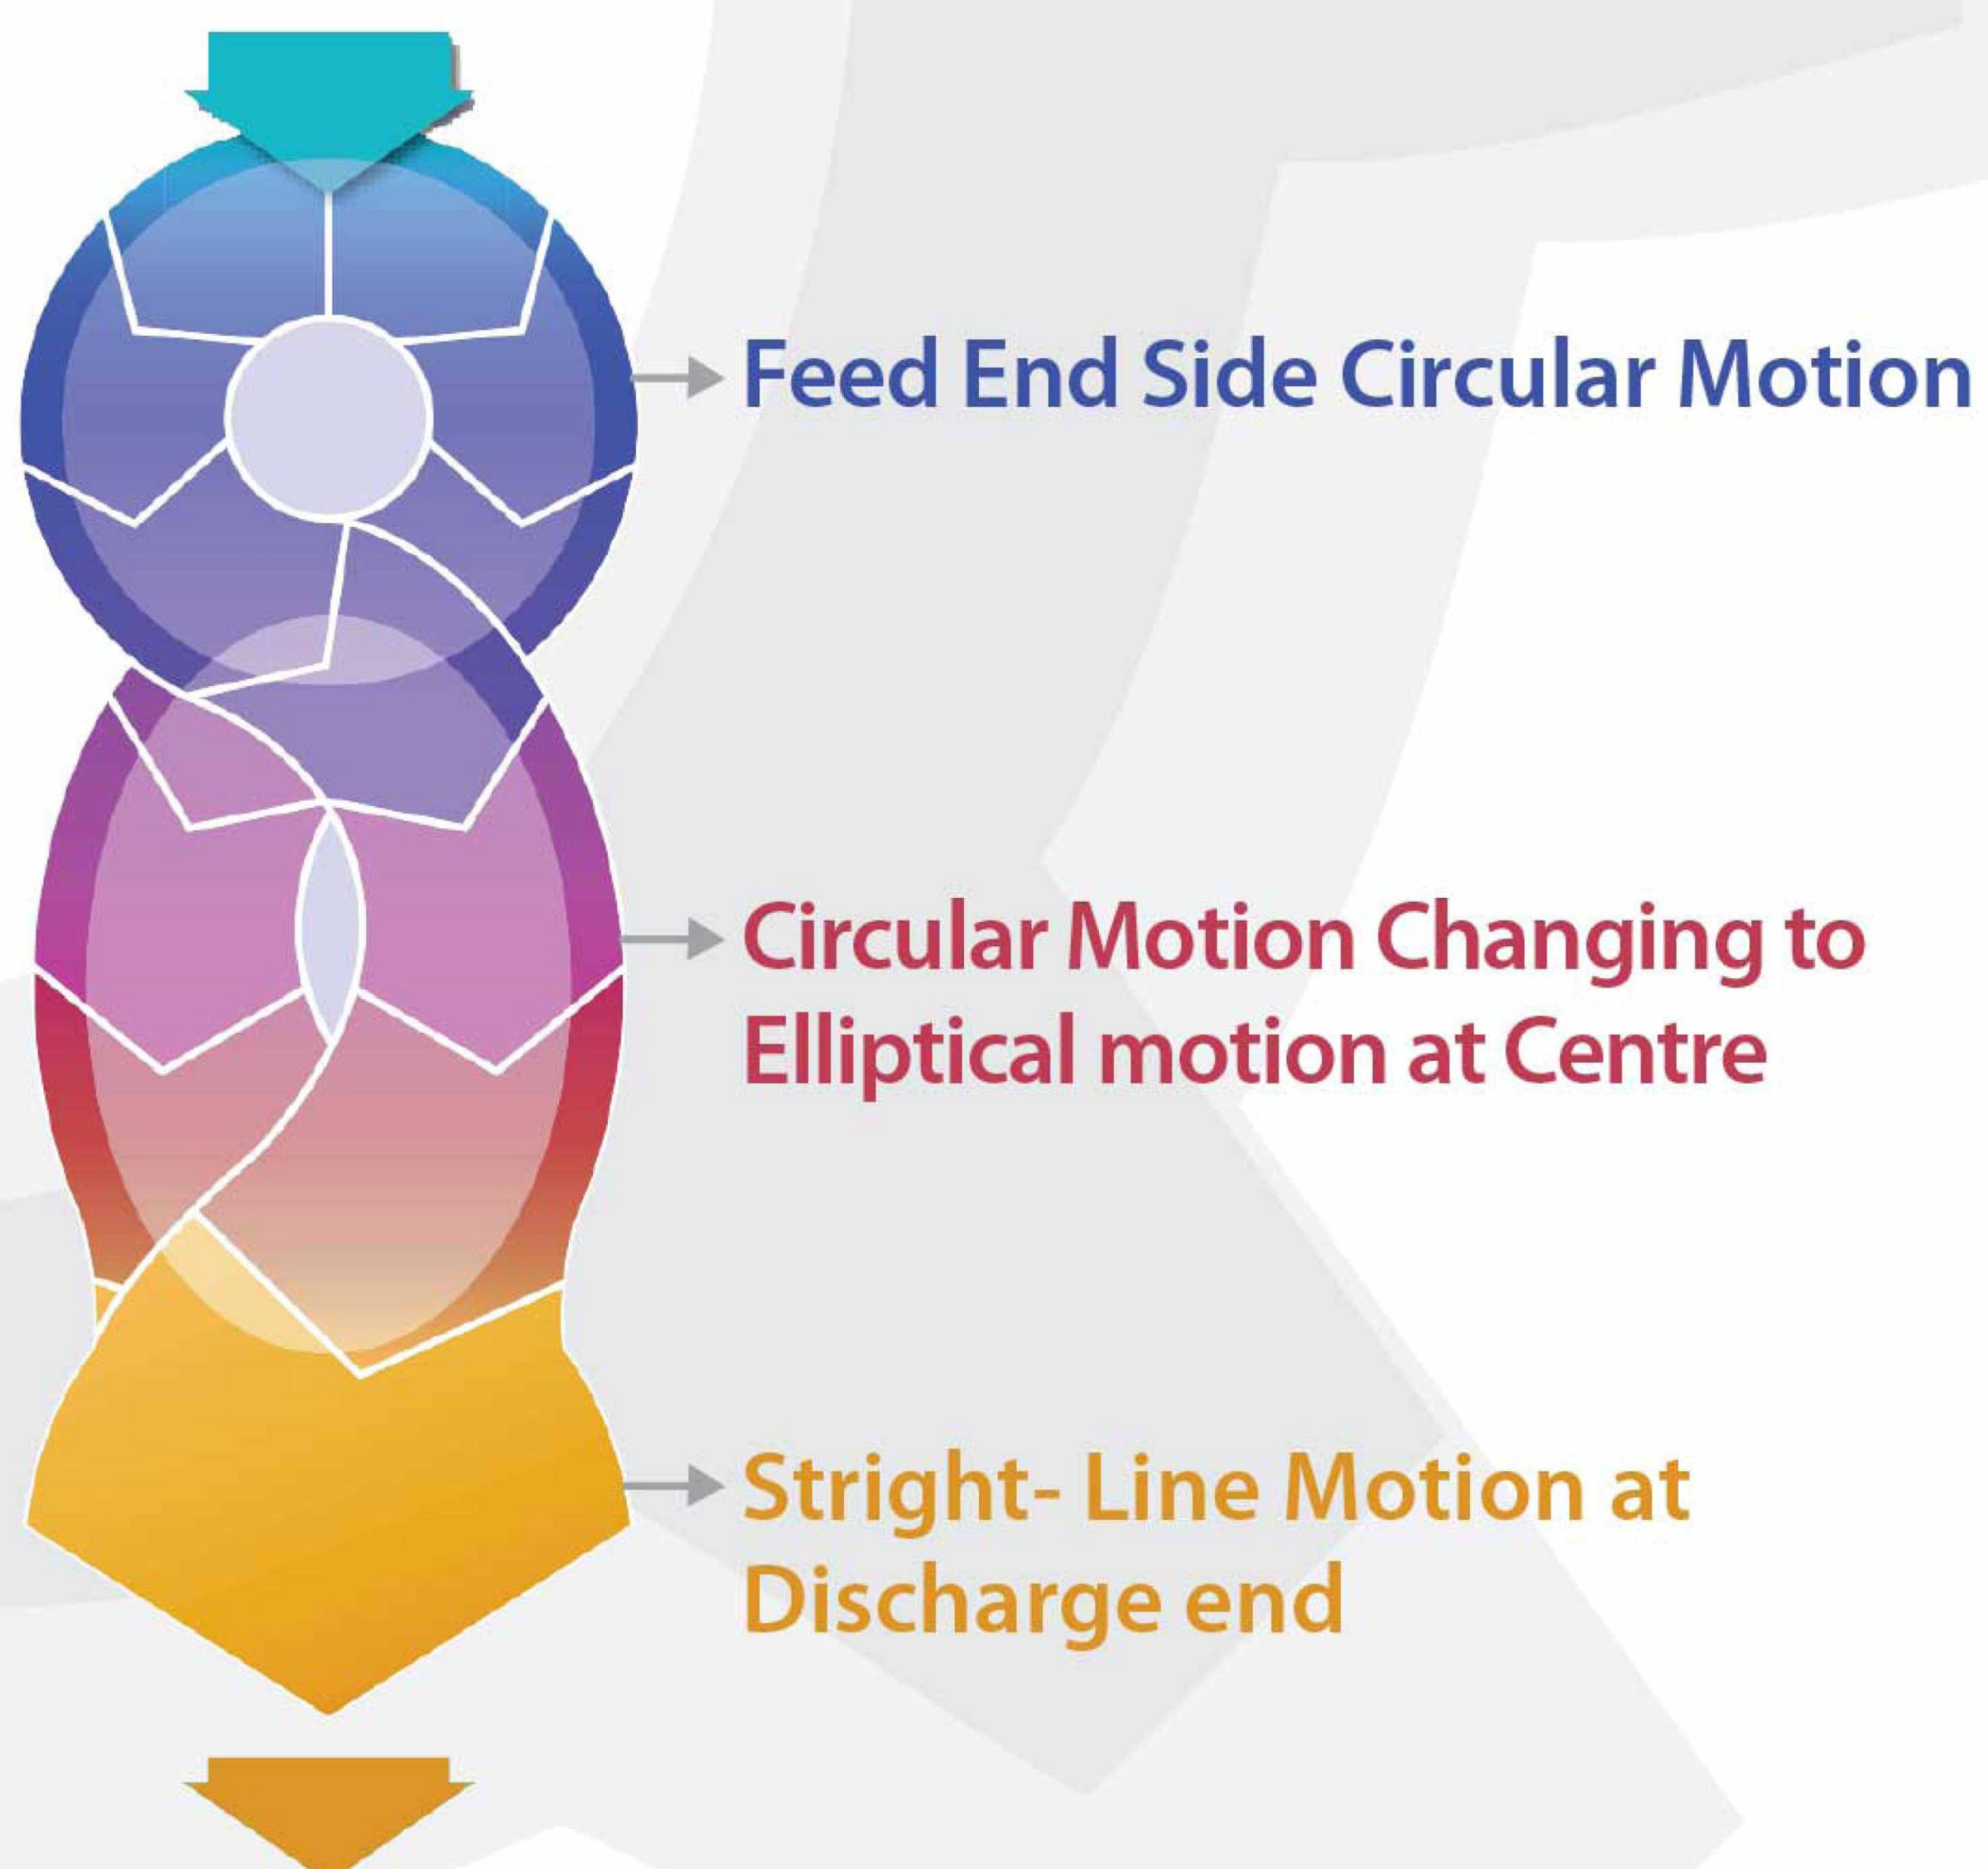 Feed End Side Circular Motion
Circular Motion Changing to
Elliptical motion at Centre
Stright- Line Motion at
Discharge end